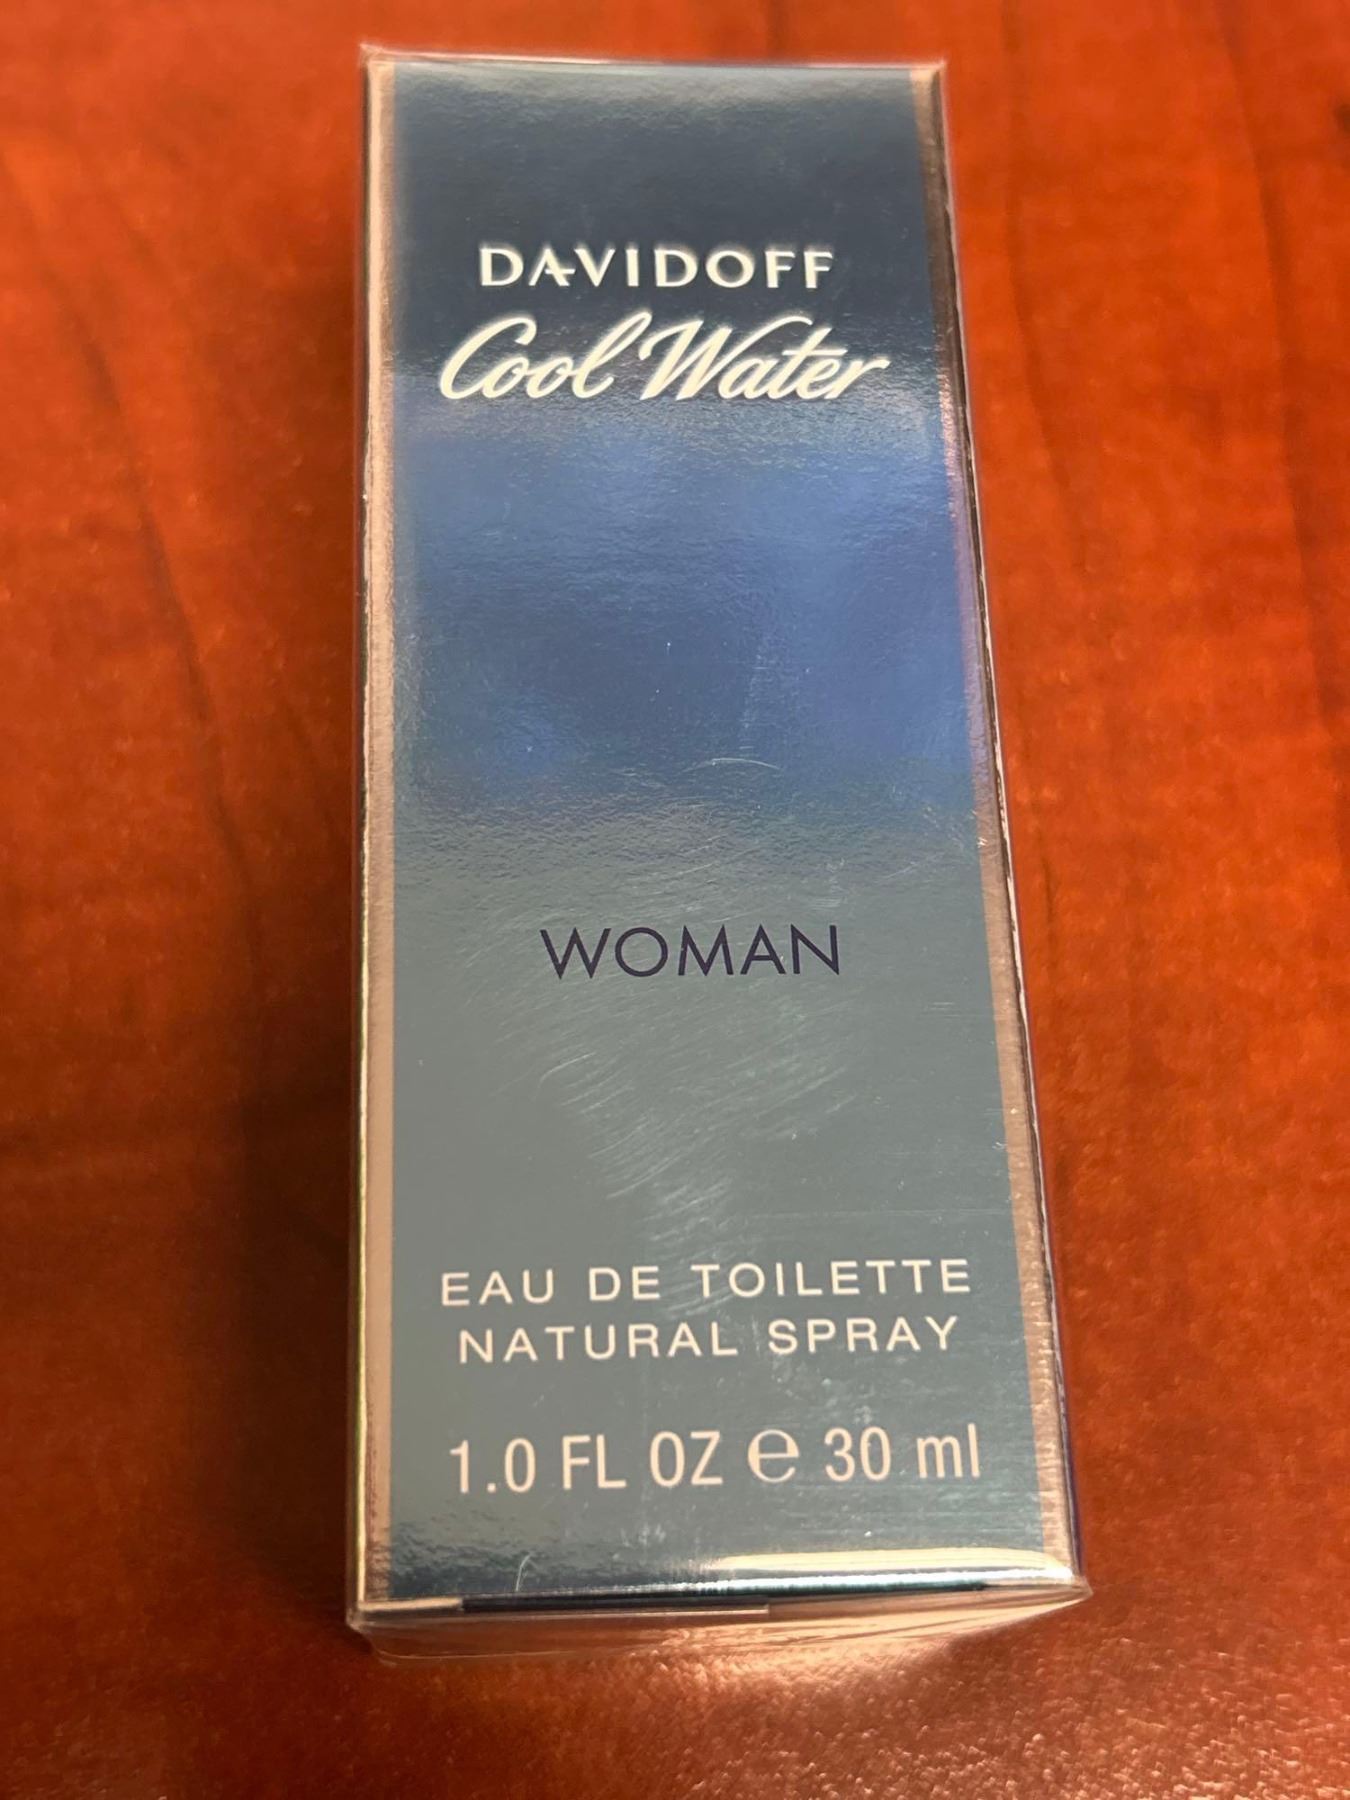 DAVIDOFF
Cool Water
WOMAN
EAU DE TOILETTE
NATURAL SPRAY
1.0 FL OZ ℮ 30 ml